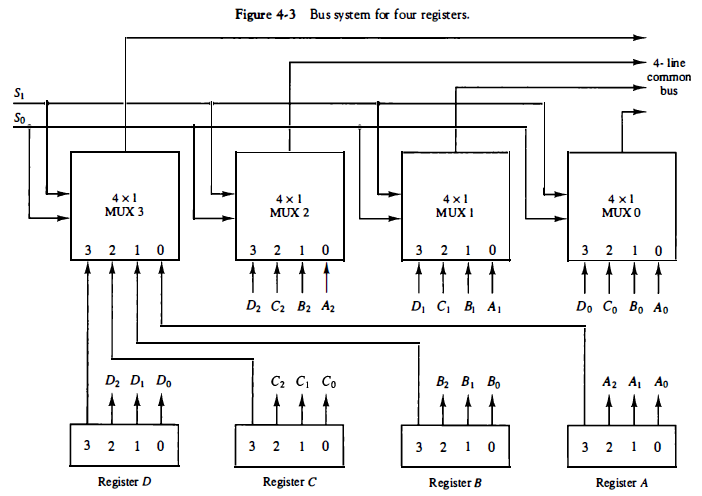 Figure 4-3 Bus system for four registers.
4-line
common
bus
S₁
S₀
4 × 1
MUX 3
3 2 1 0
4 × 1
MUX 2
3 2 1 0
4 × 1
MUX 1
3 2 1 0
4 × 1
MUX 0
3 2 1 0
D₂ C₂ B₂ A₂
D₁ C₁ B₁ A₁
D₀ C₀ B₀ A₀
D₂ D₁ D₀
C₂ C₁ C₀
B₂ B₁ B₀
A₂ A₁ A₀
3 2 1 0
3 2 1 0
3 2 1 0
3 2 1 0
Register D
Register C
Register B
Register A